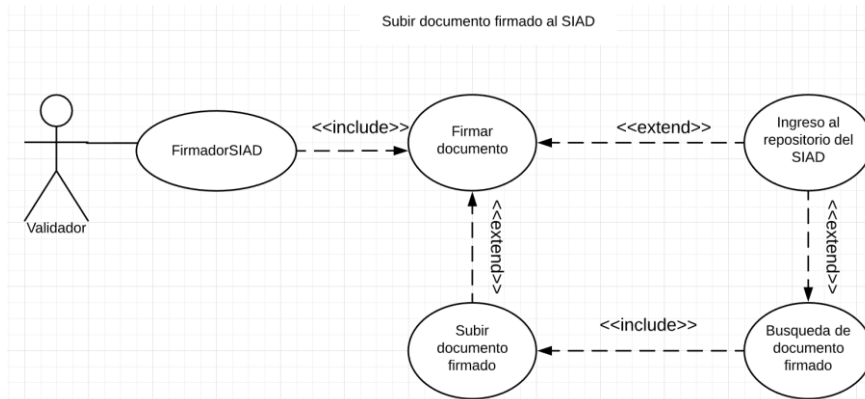 Subir documento firmado al SIAD
<<include>>
<<extend>>
FirmadorSIAD
Firmar
documento
Ingreso al
repositorio del
SIAD
Validador
<<extend>>
<<extend>>
Subir
documento
firmado
<<include>>
Busqueda de
documento
firmado